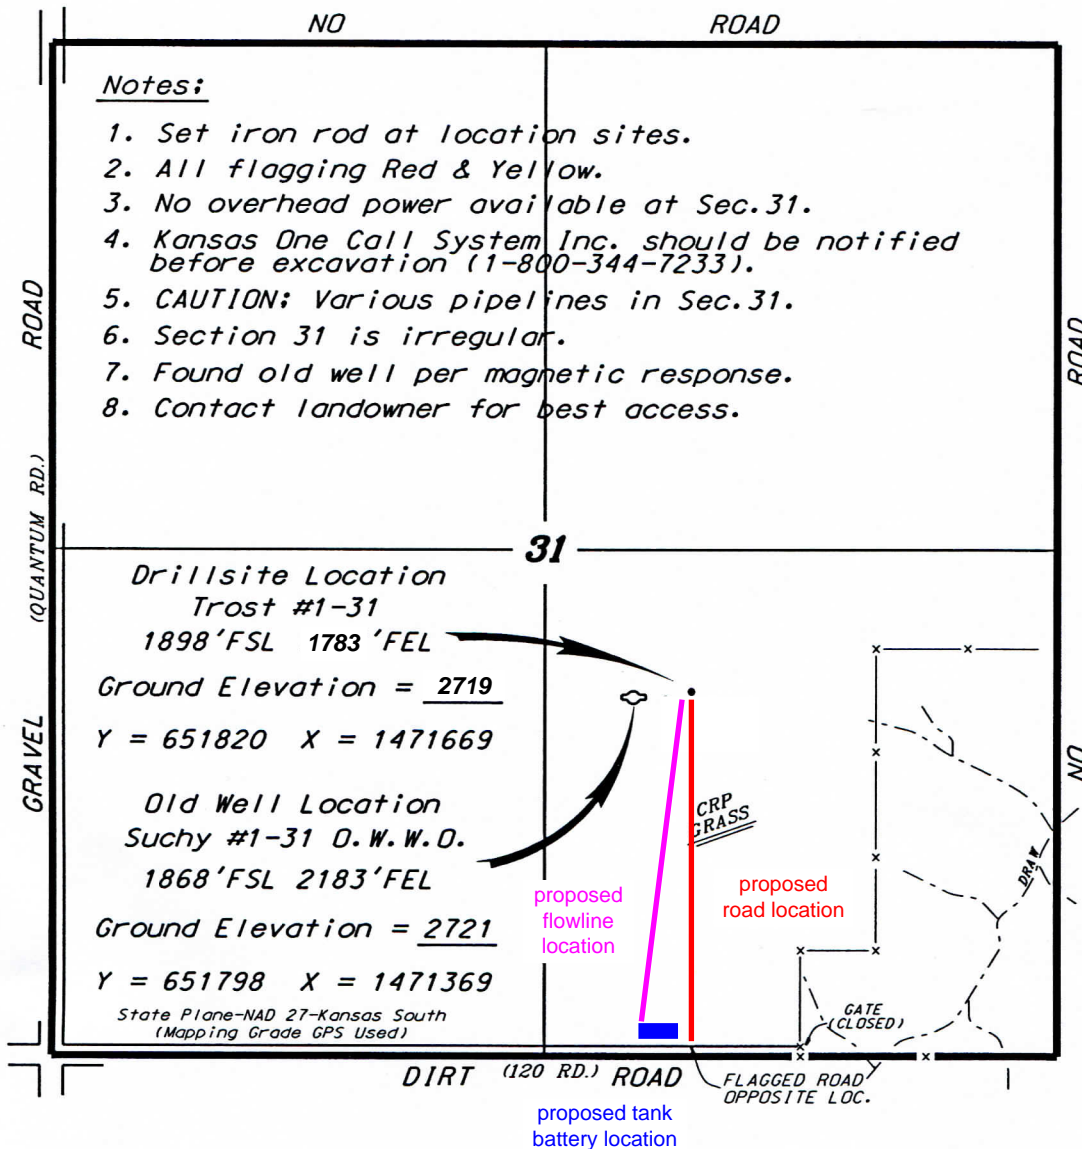 NO ROAD
Notes:
1. Set iron rod at location sites.
2. All flagging Red & Yellow.
3. No overhead power available at Sec.31.
4. Kansas One Call System Inc. should be notified
before excavation (1-800-344-7233).
5. CAUTION: Various pipelines in Sec.31.
6. Section 31 is irregular.
7. Found old well per magnetic response.
8. Contact landowner for best access.
GRAVEL (QUANTUM RD.) ROAD
NO ROAD
31
Drillsite Location
Trost #1-31
1898'FSL 1783 'FEL
Ground Elevation = 2719
Y = 651820 X = 1471669
Old Well Location
Suchy #1-31 O.W.W.O.
1868'FSL 2183'FEL
Ground Elevation = 2721
Y = 651798 X = 1471369
State Plane-NAD 27-Kansas South
(Mapping Grade GPS Used)
CRP
GRASS
proposed
flowline
location
proposed
road location
DRAW
GATE
(CLOSED)
DIRT (120 RD.) ROAD
FLAGGED ROAD
OPPOSITE LOC.
proposed tank
battery location